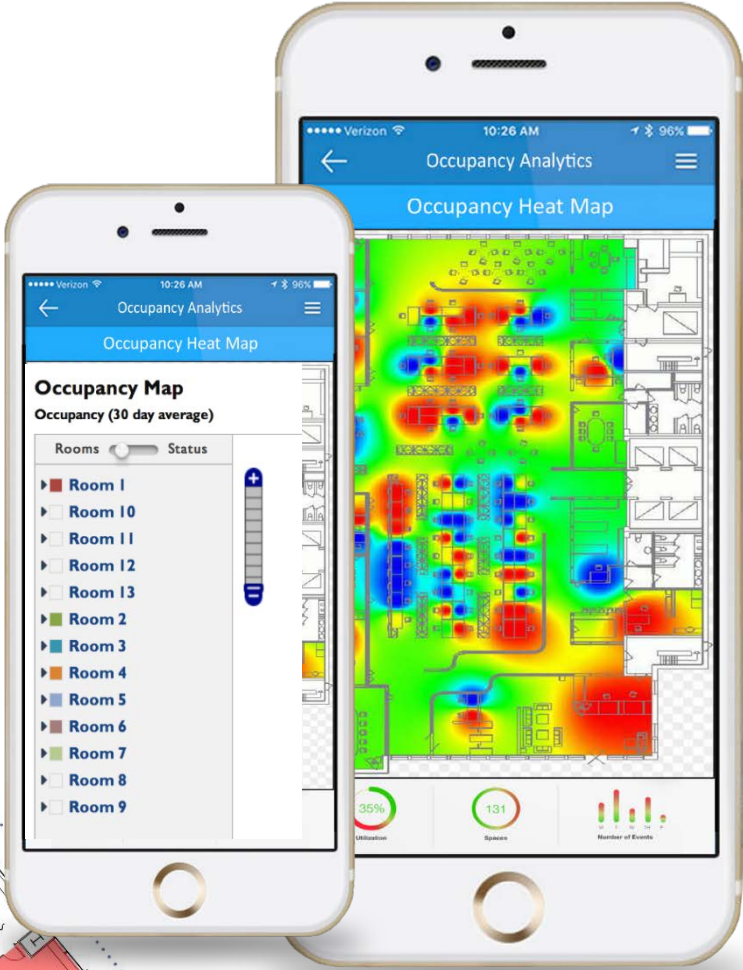 Verizon 10:26 AM 96%
Occupancy Analytics
Occupancy Heat Map
35%
Utilization
131
Spaces
Number of Events
Verizon 10:26 AM 96%
Occupancy Analytics
Occupancy Heat Map
Occupancy Map
Occupancy (30 day average)
Rooms Status
Room 1
Room 10
Room 11
Room 12
Room 13
Room 2
Room 3
Room 4
Room 5
Room 6
Room 7
Room 8
Room 9